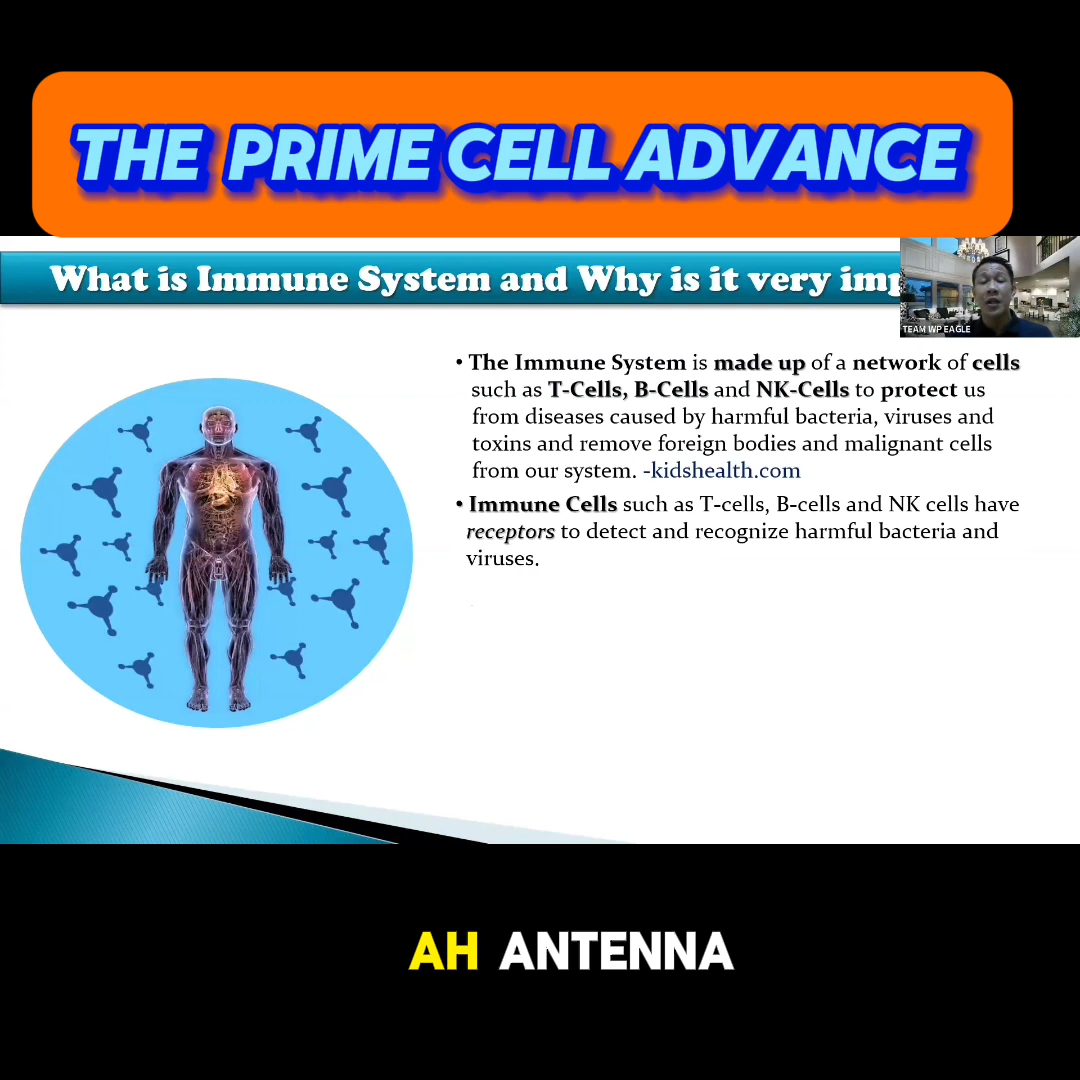 THE PRIME CELL ADVANCE
What is Immune System and Why is it very imp
TEAM WP EAGLE
• The Immune System is made up of a network of cells
such as T-Cells, B-Cells and NK-Cells to protect us
from diseases caused by harmful bacteria, viruses and
toxins and remove foreign bodies and malignant cells
from our system. -kidshealth.com
• Immune Cells such as T-cells, B-cells and NK cells have
receptors to detect and recognize harmful bacteria and
viruses.
AH ANTENNA